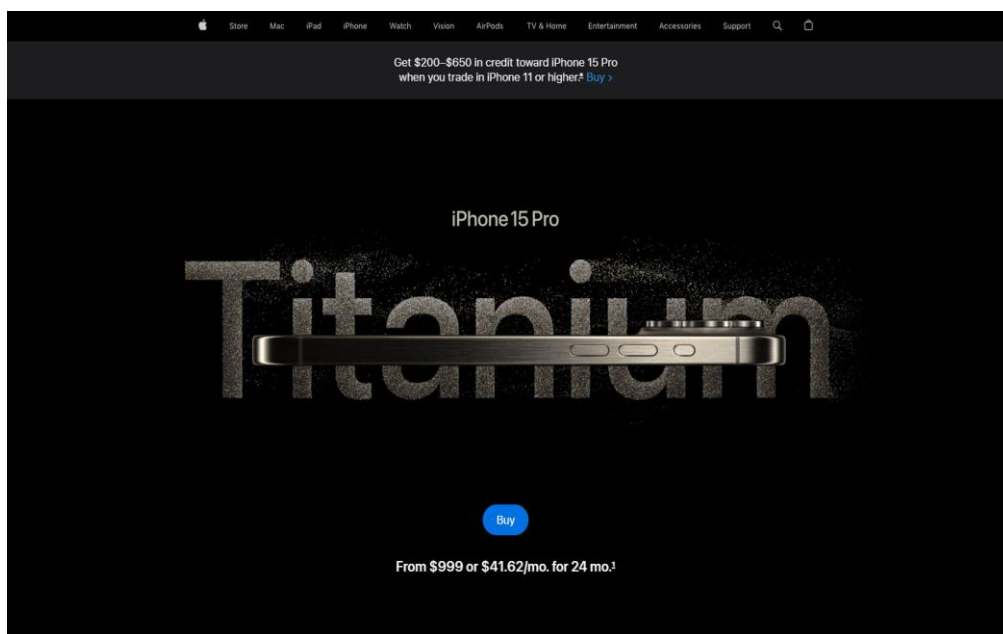 Store Mac iPad iPhone Watch Vision AirPods TV & Home Entertainment Accessories Support
Get $200–$650 in credit toward iPhone 15 Pro
when you trade in iPhone 11 or higher.* Buy >
iPhone 15 Pro
Titanium
Buy
From $999 or $41.62/mo. for 24 mo.¹